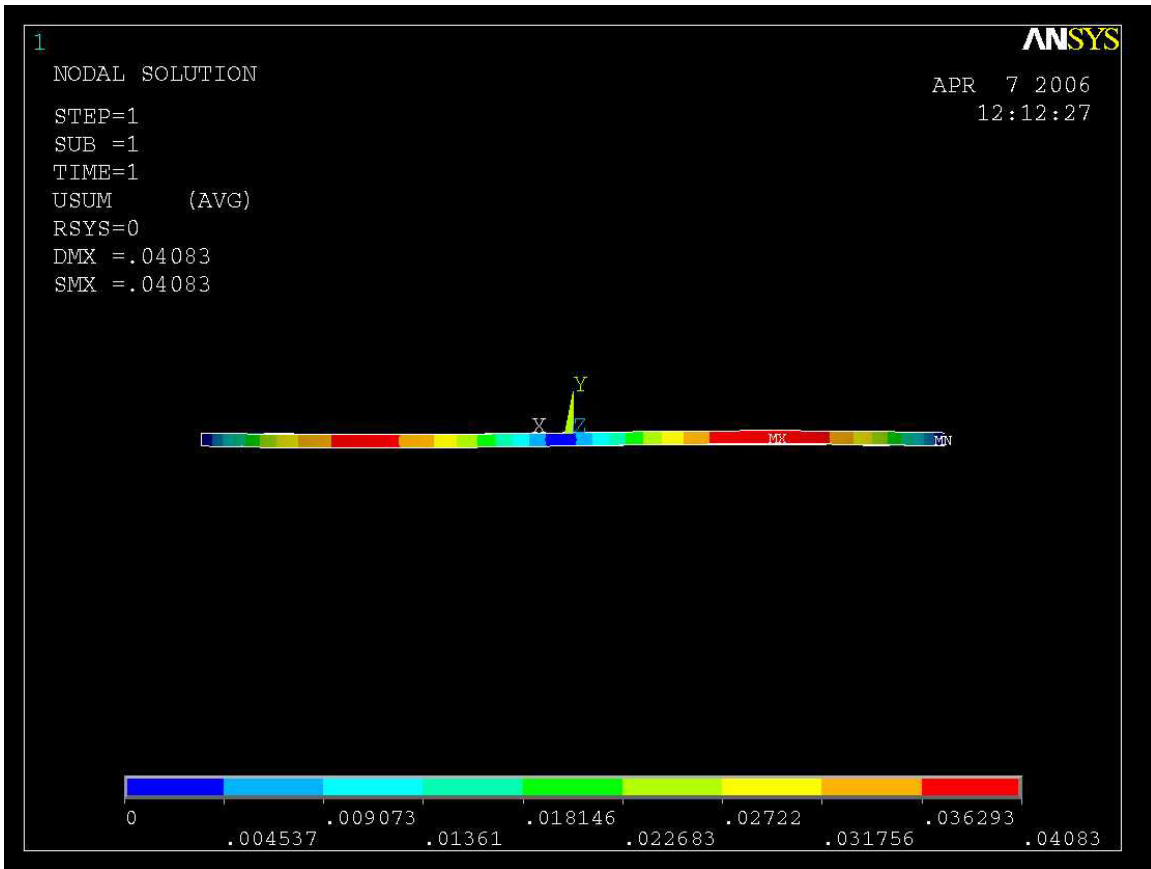 1
ANSYS
NODAL SOLUTION
APR 7 2006
12:12:27
STEP=1
SUB =1
TIME=1
USUM (AVG)
RSYS=0
DMX =.04083
SMX =.04083
Y
X Z
MX MN
0 .009073 .018146 .02722 .036293
.004537 .01361 .022683 .031756 .04083